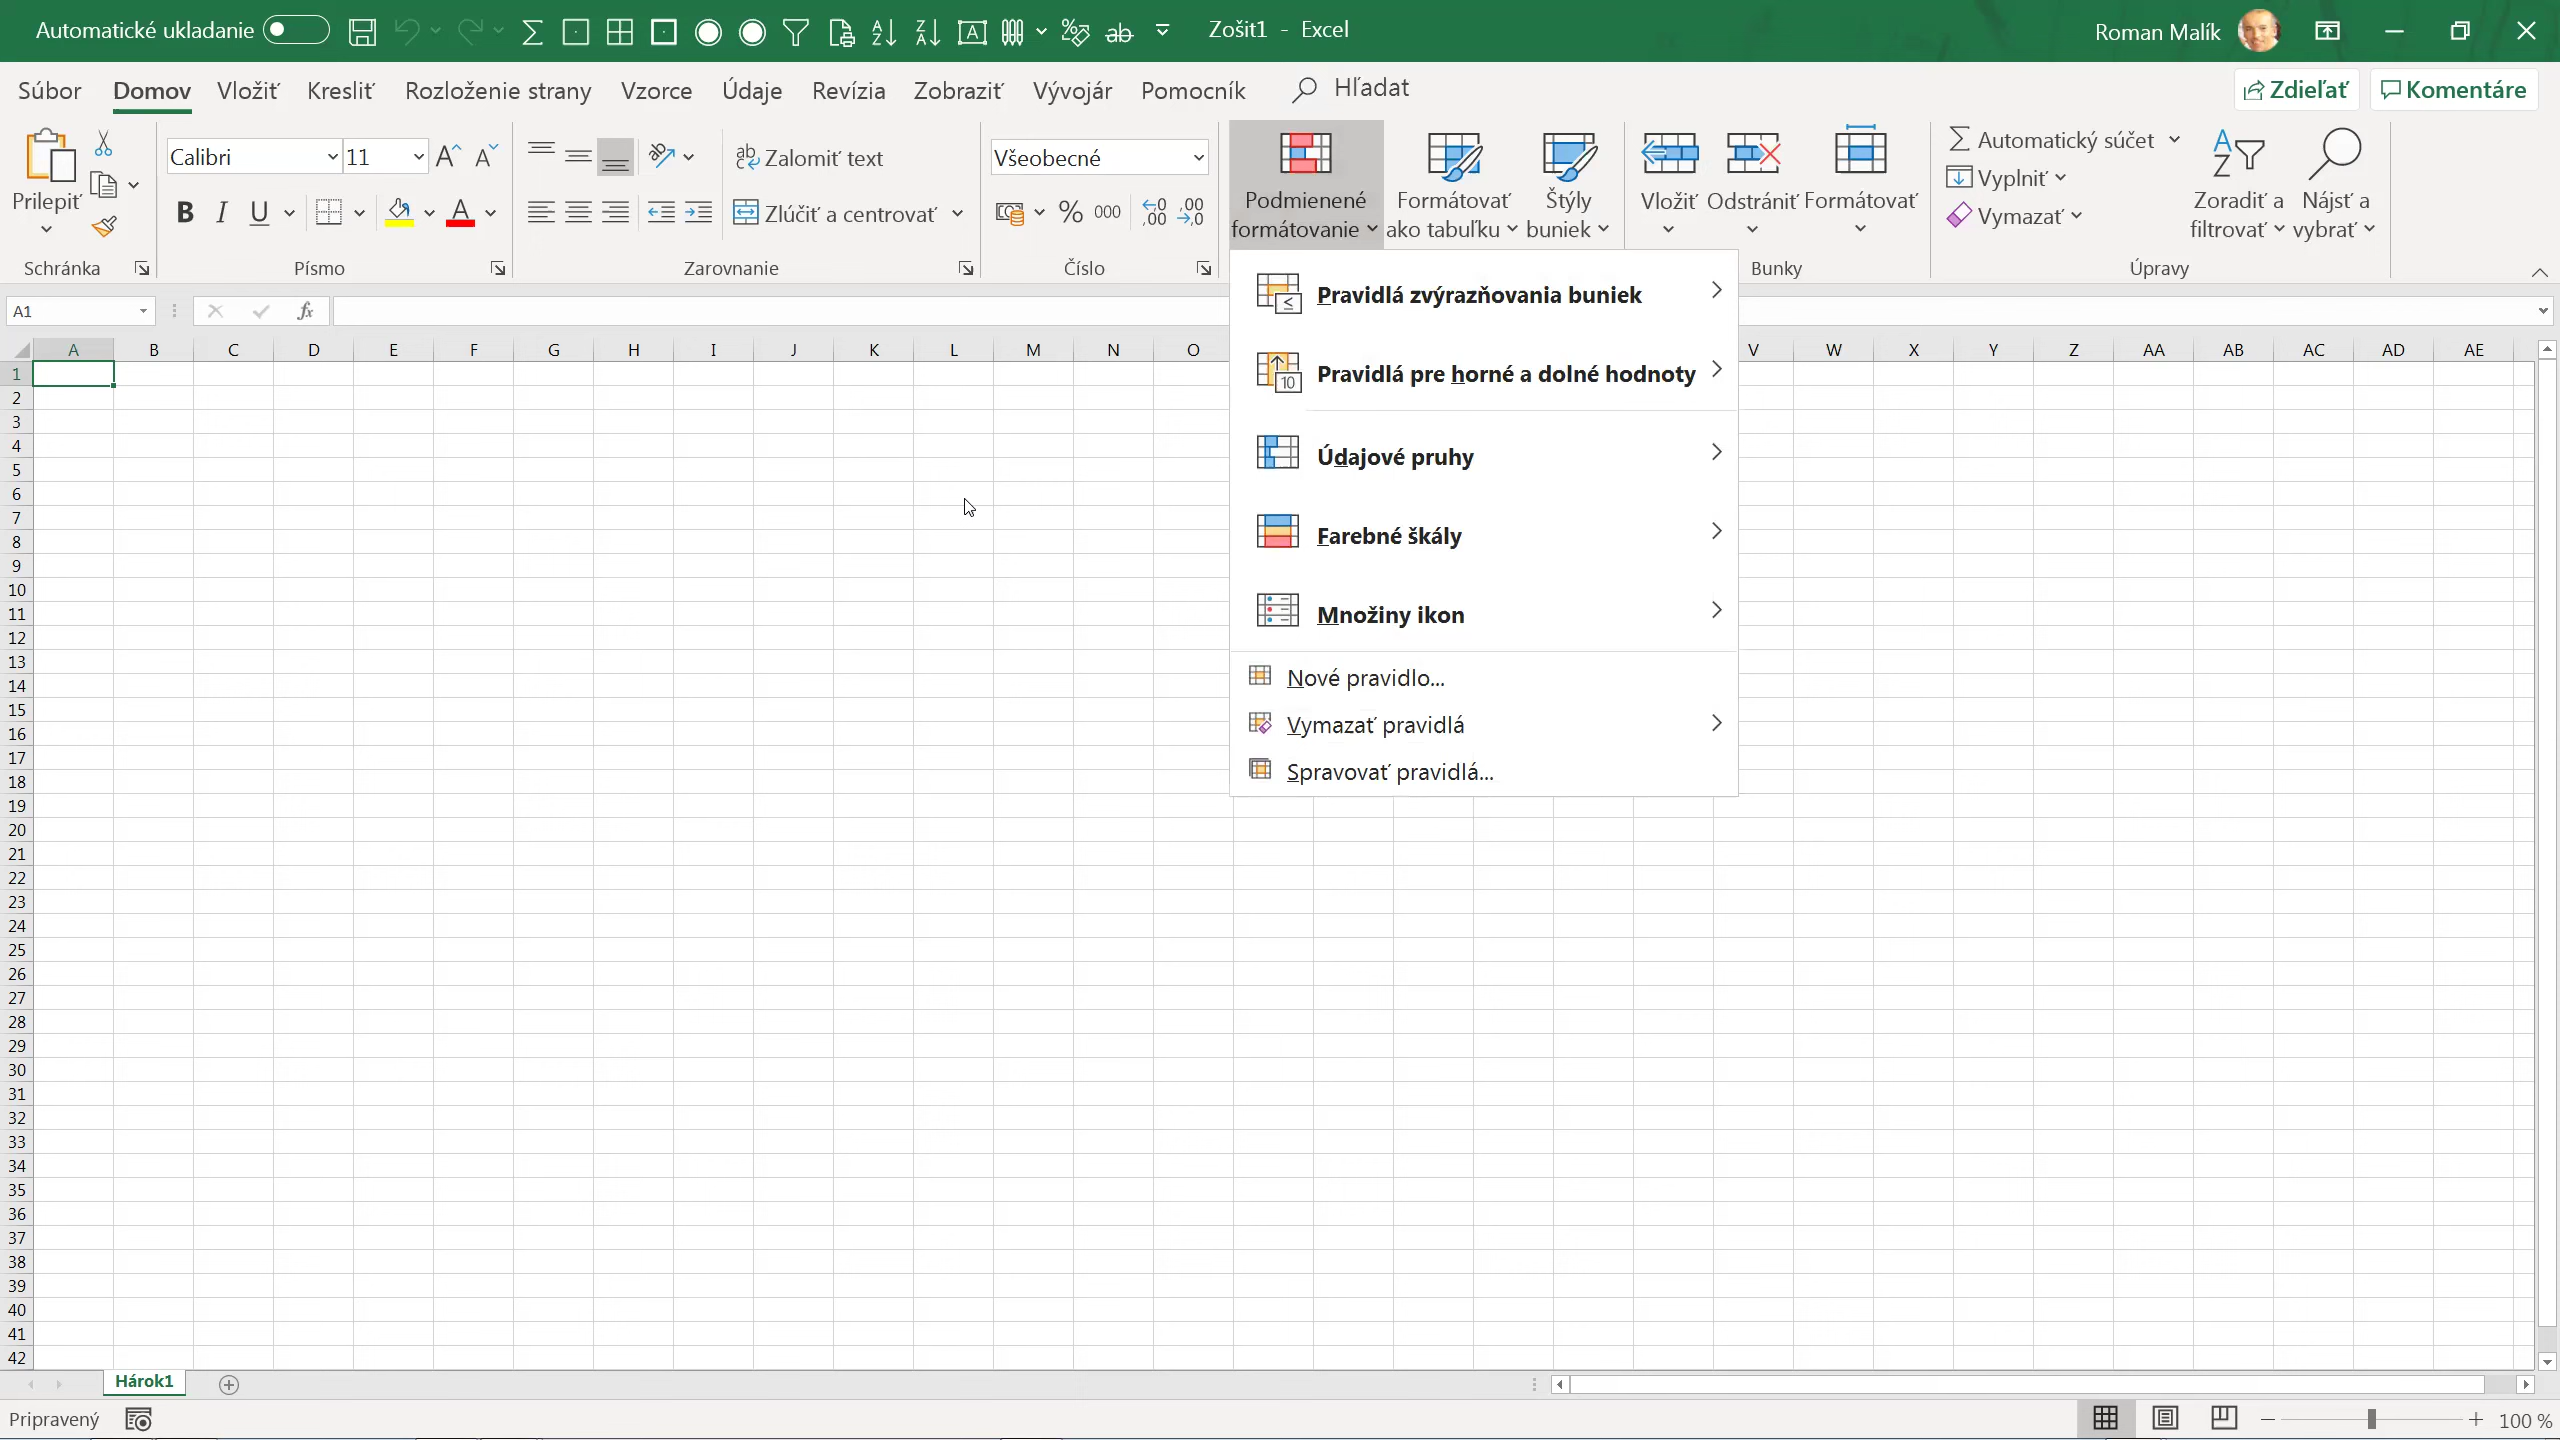 Automatické ukladanie
Zošit1 - Excel
Roman Malík
Súbor Domov Vložiť Kresliť Rozloženie strany Vzorce Údaje Revízia Zobraziť Vývojár Pomocník Hľadať
Zdieľať Komentáre
Prilepiť
Schránka
Calibri 11
B I U
Písmo
Zalomiť text
Zlúčiť a centrovať
Zarovnanie
Všeobecné
% 000
Číslo
Podmienené
formátovanie
Formátovať
ako tabuľku
Štýly
buniek
Vložiť Odstrániť Formátovať
Bunky
Automatický súčet
Vyplniť
Vymazať
Zoradiť a
filtrovať
Nájsť a
vybrať
Úpravy
A1
fx
Pravidlá zvýrazňovania buniek
Pravidlá pre horné a dolné hodnoty
Údajové pruhy
Farebné škály
Množiny ikon
Nové pravidlo...
Vymazať pravidlá
Spravovať pravidlá...
A B C D E F G H I J K L M N O V W X Y Z AA AB AC AD AE
1
2
3
4
5
6
7
8
9
10
11
12
13
14
15
16
17
18
19
20
21
22
23
24
25
26
27
28
29
30
31
32
33
34
35
36
37
38
39
40
41
42
Hárok1
Pripravený
100 %